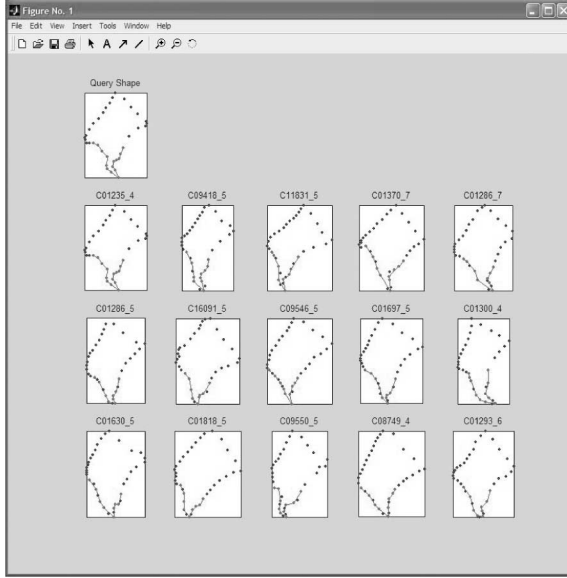 Figure No. 1
File Edit View Insert Tools Window Help
Query Shape
C01235_4 C09418_5 C11831_5 C01370_7 C01286_7
C01286_5 C16091_5 C09546_5 C01697_5 C01300_4
C01630_5 C01818_5 C09550_5 C08749_4 C01293_6